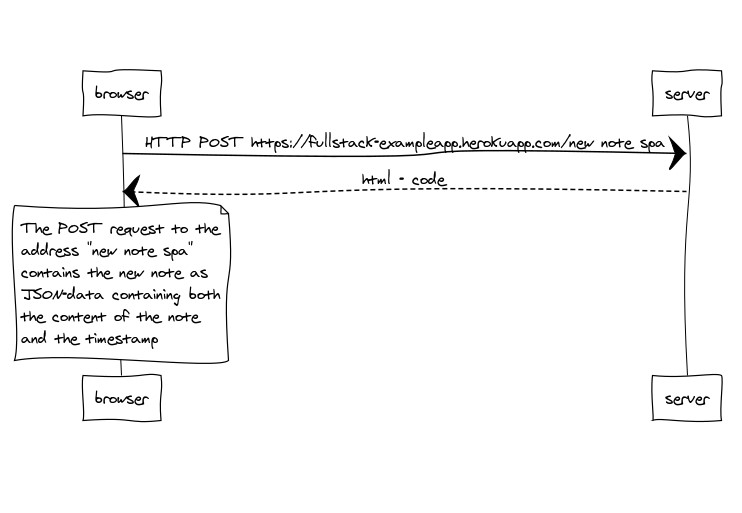 browser
server
HTTP POST https://fullstack-exampleapp.herokuapp.com/new note spa
html - code
The POST request to the
address "new note spa"
contains the new note as
JSON-data containing both
the content of the note
and the timestamp
browser
server